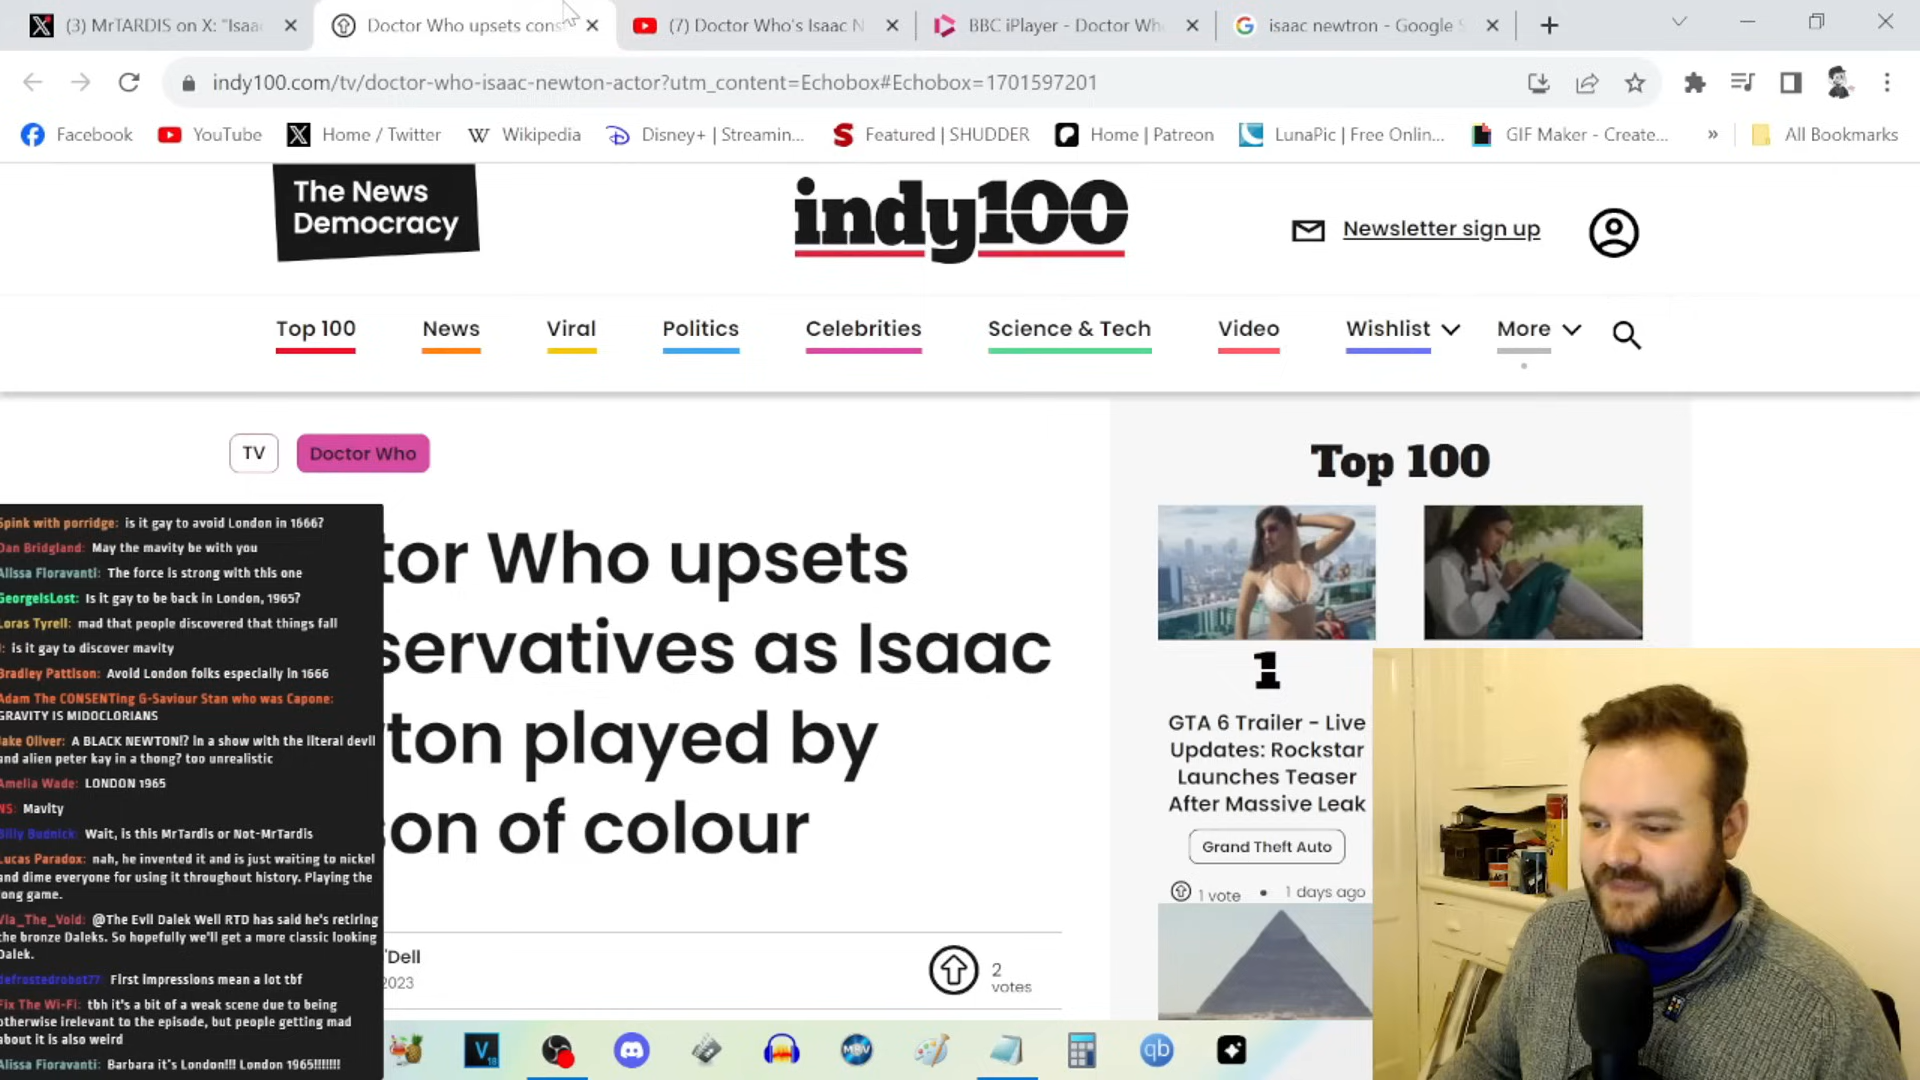 (3) MrTARDIS on X: "Isaa
Doctor Who upsets cons
(7) Doctor Who's Isaac N
BBC iPlayer - Doctor Wh
isaac newtron - Google S
indy100.com/tv/doctor-who-isaac-newton-actor?utm_content=Echobox#Echobox=1701597201
Facebook
YouTube
Home / Twitter
Wikipedia
Disney+ | Streamin...
Featured | SHUDDER
Home | Patreon
LunaPic | Free Onlin...
GIF Maker - Create...
»
All Bookmarks
The News
Democracy
indy100
Newsletter sign up
Top 100
News
Viral
Politics
Celebrities
Science & Tech
Video
Wishlist
More
TV
Doctor Who
tor Who upsets
servatives as Isaac
ton played by
son of colour
'Dell
2023
2
votes
Top 100
1
GTA 6 Trailer - Live
Updates: Rockstar
Launches Teaser
After Massive Leak
Grand Theft Auto
1 vote • 1 days ago
Spink with porridge: is it gay to avoid London in 1666?
Dan Bridgland: May the mavity be with you
Alissa Fioravanti: The force is strong with this one
GeorgeIsLost: Is it gay to be back in London, 1965?
Loras Tyrell: mad that people discovered that things fall
: is it gay to discover mavity
Bradley Pattison: Avoid London folks especially in 1666
Adam The CONSENTing G-Saviour Stan who was Capone:
GRAVITY IS MIDOCLORIANS
Jake Oliver: A BLACK NEWTON!? In a show with the literal devil
and alien peter kay in a thong? too unrealistic
Amelia Wade: LONDON 1965
NS: Mavity
Billy Budnick: Wait, is this MrTardis or Not-MrTardis
Lucas Paradox: nah, he invented it and is just waiting to nickel
and dime everyone for using it throughout history. Playing the
long game.
Via_The_Void: @The Evil Dalek Well RTD has said he's retiring
the bronze Daleks. So hopefully we'll get a more classic looking
Dalek.
defrostedrobot77: First impressions mean a lot tbf
Fix The Wi-Fi: tbh it's a bit of a weak scene due to being
otherwise irelevant to the episode, but people getting mad
about it is also weird
Alissa Fioravanti: Barbara it's London!!! London 1965!!!!!!!
V
18
qb